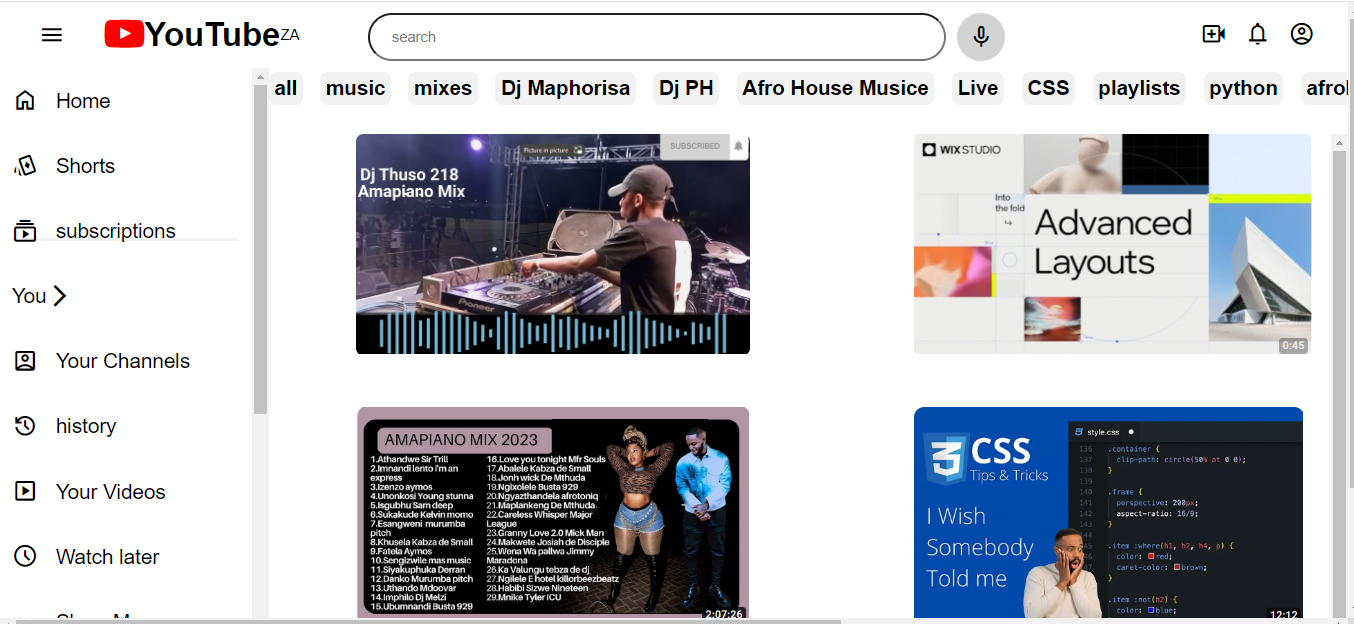 YouTube ZA
search
all music mixes Dj Maphorisa Dj PH Afro House Musice Live CSS playlists python
Home
Shorts
subscriptions
You
Your Channels
history
Your Videos
Watch later
Picture in picture
SUBSCRIBED
Dj Thuso 218
Amapiano Mix
Pioneer
WIX STUDIO
Into
the fold
Advanced
Layouts
0:45
AMAPIANO MIX 2023
1.Athandwe Sir Trill
2.Imnandi lento i'm an
express
3.Izenzo aymos
4.Unonkosi Young stunna
5.Isgubhu Sam deep
6.Sukakude Kelvin momo
7.Esangweni murumba
pitch
8.Khusela Kabza de Small
9.Fatela Aymos
10.Sengizwile mas music
11.Siyakuphuka Derran
12.Danko Murumba pitch
13.Uthando Mdoovar
14.Imphilo Dj Melzi
15.Ubumnandi Busta 929
16.Love you tonight Mfr Souls
17.Abalele Kabza de Small
18.Jonh wick De Mthuda
19.Ngixolele Busta 929
20.Ngyazthandela afrotoniq
21.Maplankeng De Mthuda
22.Careless Whisper Major
League
23.Granny Love 2.0 Mick Man
24.Makwete Josiah de Disciple
25.Wena Wa pallwa Jimmy
Maradona
26.Ka Valungu tebza de dj
27.Ngilele E hotel killorbeezbeatz
28.Habibi Sizwe Nineteen
29.Mnike Tyler ICU
2:07:26
CSS
Tips & Tricks
I Wish
Somebody
Told me
style.css
136 .container {
137 clip-path: circle(50% at 0 0);
138 }
139
140 .frame {
141 perspective: 200px;
142 aspect-ratio: 16/9;
143 }
.item :where(h1, h2, h4, p) {
color: red;
caret-color: brown;
}
.item :not(h2) {
color: blue;
12:12